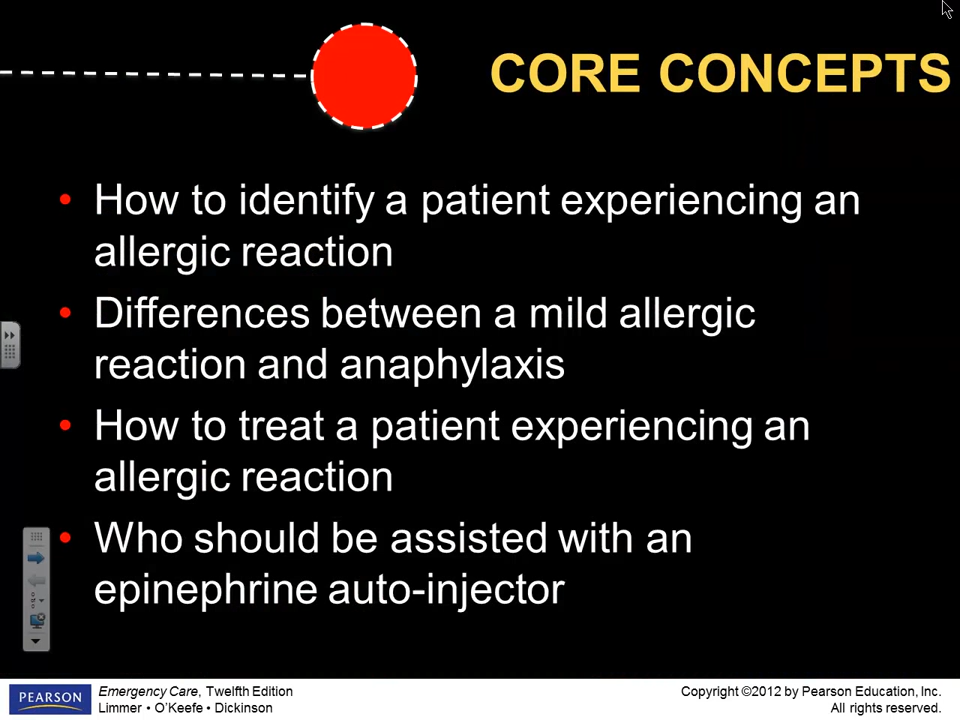 CORE CONCEPTS
• How to identify a patient experiencing an
allergic reaction
• Differences between a mild allergic
reaction and anaphylaxis
• How to treat a patient experiencing an
allergic reaction
• Who should be assisted with an
epinephrine auto-injector
PEARSON
Emergency Care, Twelfth Edition
Limmer • O’Keefe • Dickinson
Copyright ©2012 by Pearson Education, Inc.
All rights reserved.